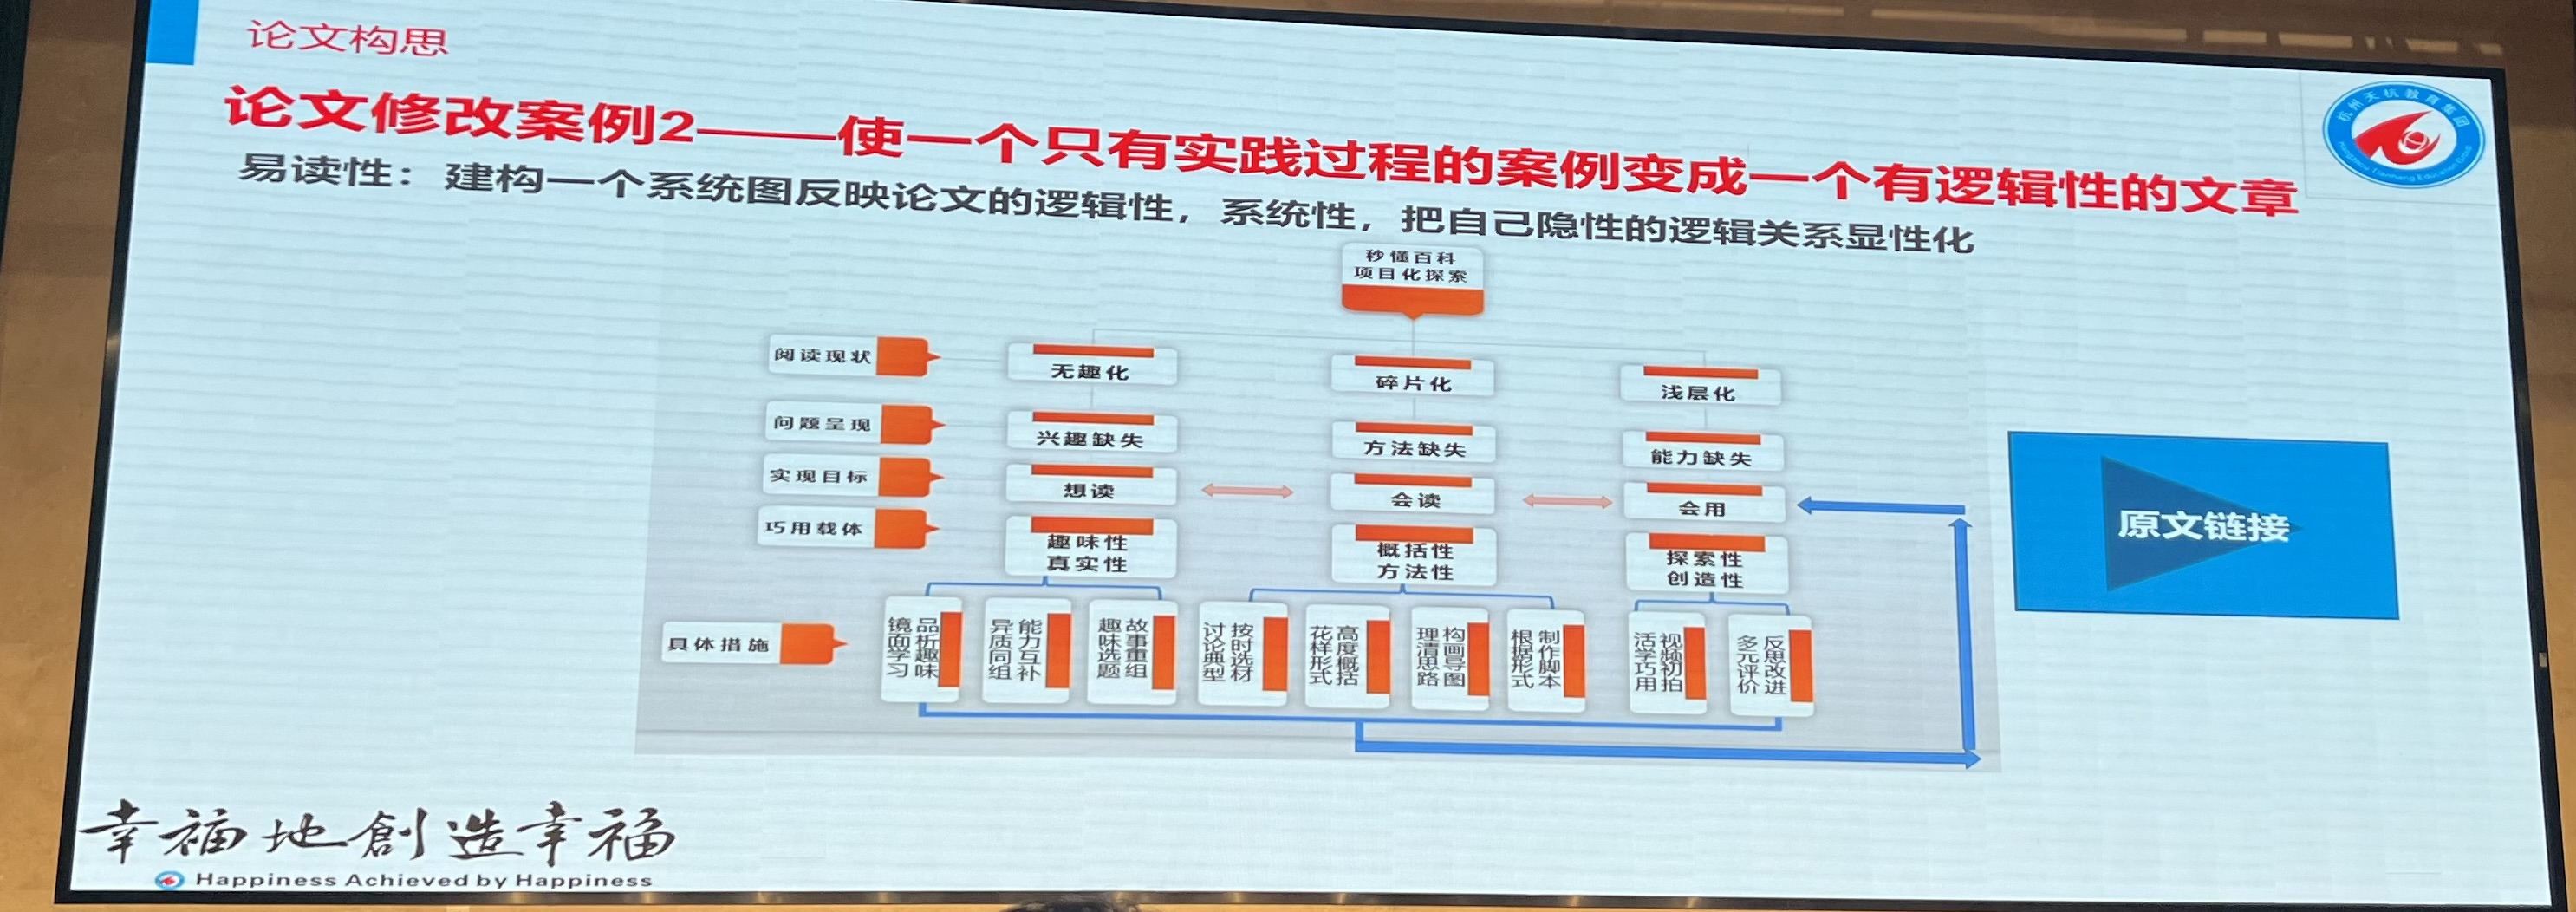 论文构思
论文修改案例2——使一个只有实践过程的案例变成一个有逻辑性的文章
易读性：建构一个系统图反映论文的逻辑性，系统性，把自己隐性的逻辑关系显性化
杭州天杭教育集团
Hangzhou Tianhang Education Group
秒懂百科
项目化探索
阅读现状
无趣化
碎片化
浅层化
问题呈现
兴趣缺失
方法缺失
能力缺失
实现目标
想读
会读
会用
巧用载体
趣味性
真实性
概括性
方法性
探索性
创造性
原文链接
具体措施
品析趣味
镜面学习
能力互补
异质同组
故事重组
趣味选题
按时选材
讨论典型
高度概括
花样形式
构画导图
理清思路
制作脚本
根据形式
视频初拍
活学巧用
反思改进
多元评价
幸福地創造幸福
Happiness Achieved by Happiness